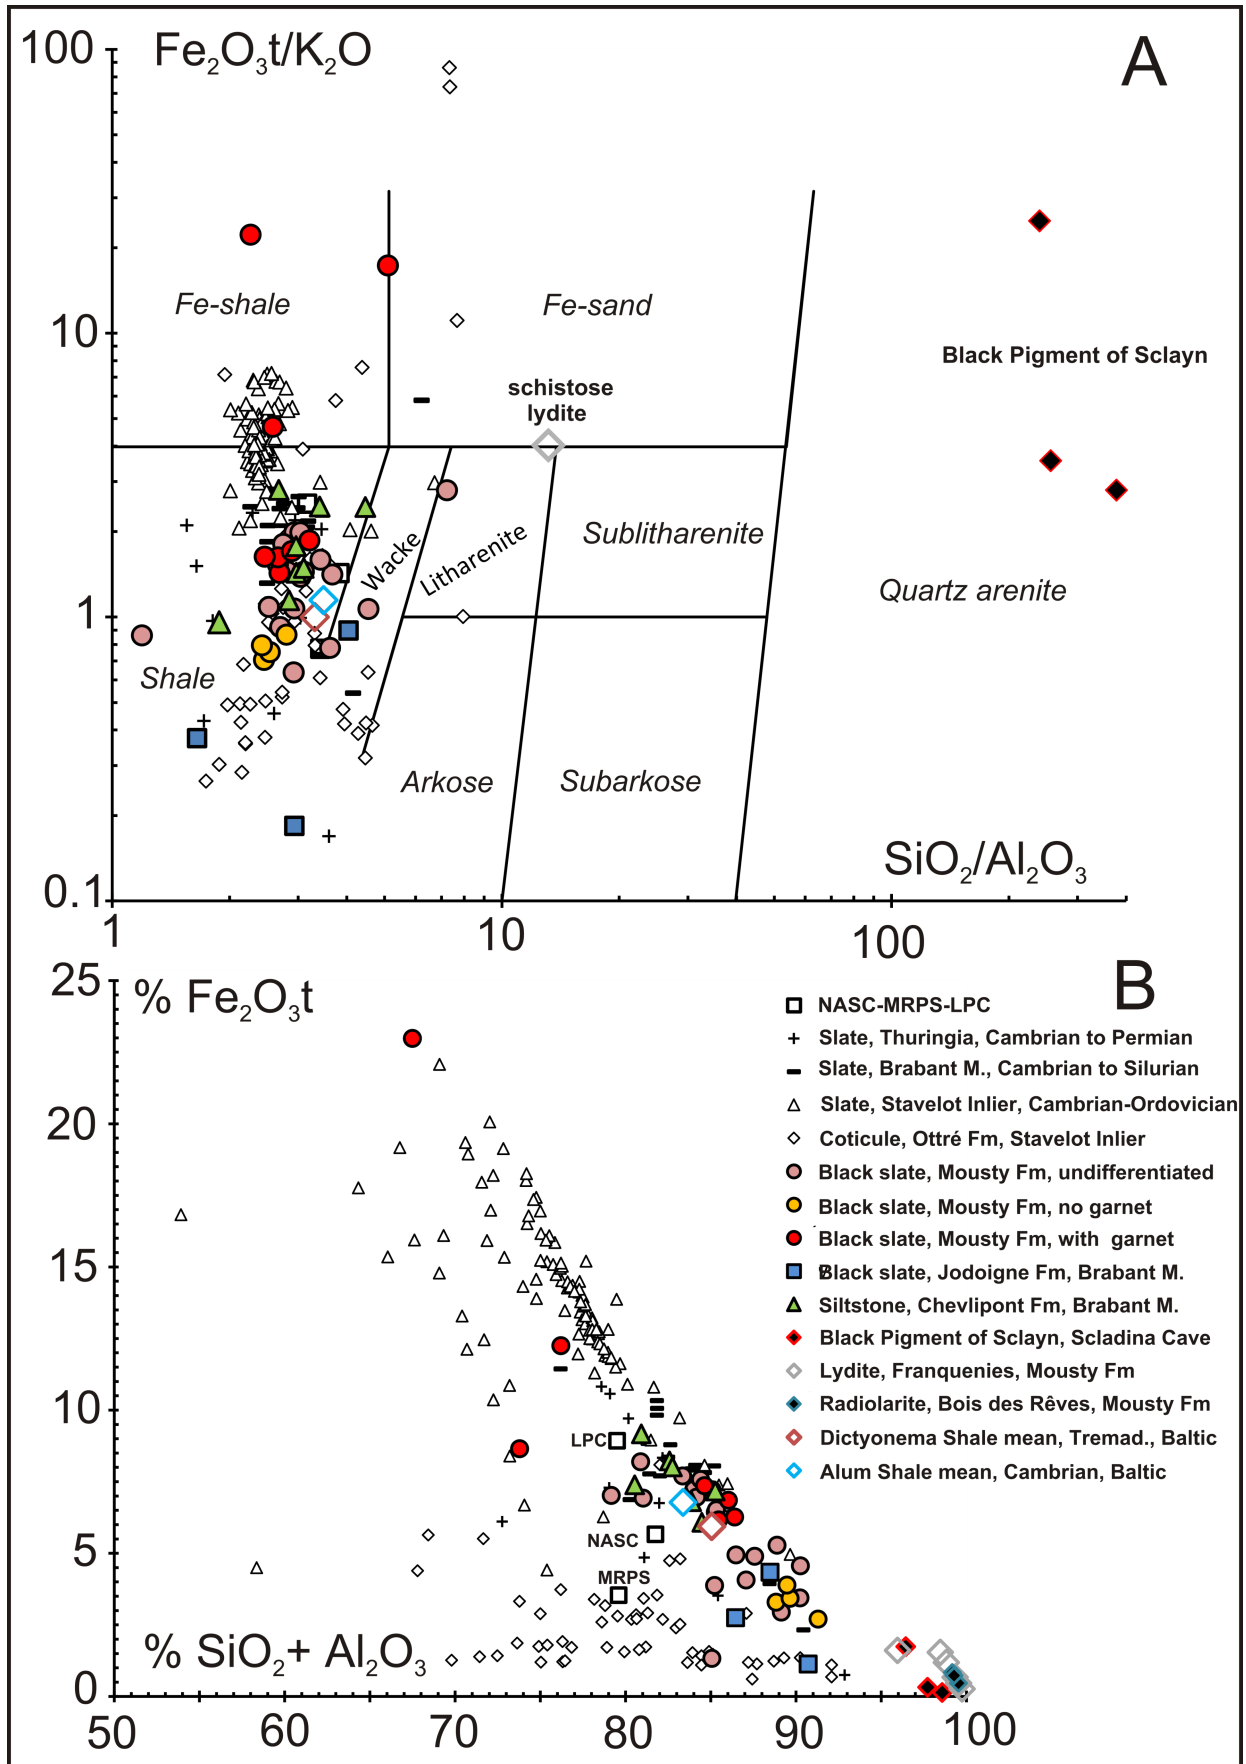 100
Fe₂O₃t/K₂O
A
Fe-shale
Fe-sand
10
Black Pigment of Sclayn
schistose
lydite
Wacke
Litharenite
Sublitharenite
Quartz arenite
1
Shale
Arkose
Subarkose
SiO₂/Al₂O₃
0.1
1
10
100
25
% Fe₂O₃t
B
NASC-MRPS-LPC
Slate, Thuringia, Cambrian to Permian
Slate, Brabant M., Cambrian to Silurian
Slate, Stavelot Inlier, Cambrian-Ordovician
20
Coticule, Ottré Fm, Stavelot Inlier
Black slate, Mousty Fm, undifferentiated
Black slate, Mousty Fm, no garnet
Black slate, Mousty Fm, with garnet
15
Black slate, Jodoigne Fm, Brabant M.
Siltstone, Chevlipont Fm, Brabant M.
Black Pigment of Sclayn, Scladina Cave
Lydite, Franquenies, Mousty Fm
10
Radiolarite, Bois des Rêves, Mousty Fm
Dictyonema Shale mean, Tremad., Baltic
Alum Shale mean, Cambrian, Baltic
LPC
NASC
5
MRPS
% SiO₂+ Al₂O₃
0
50
60
70
80
90
100